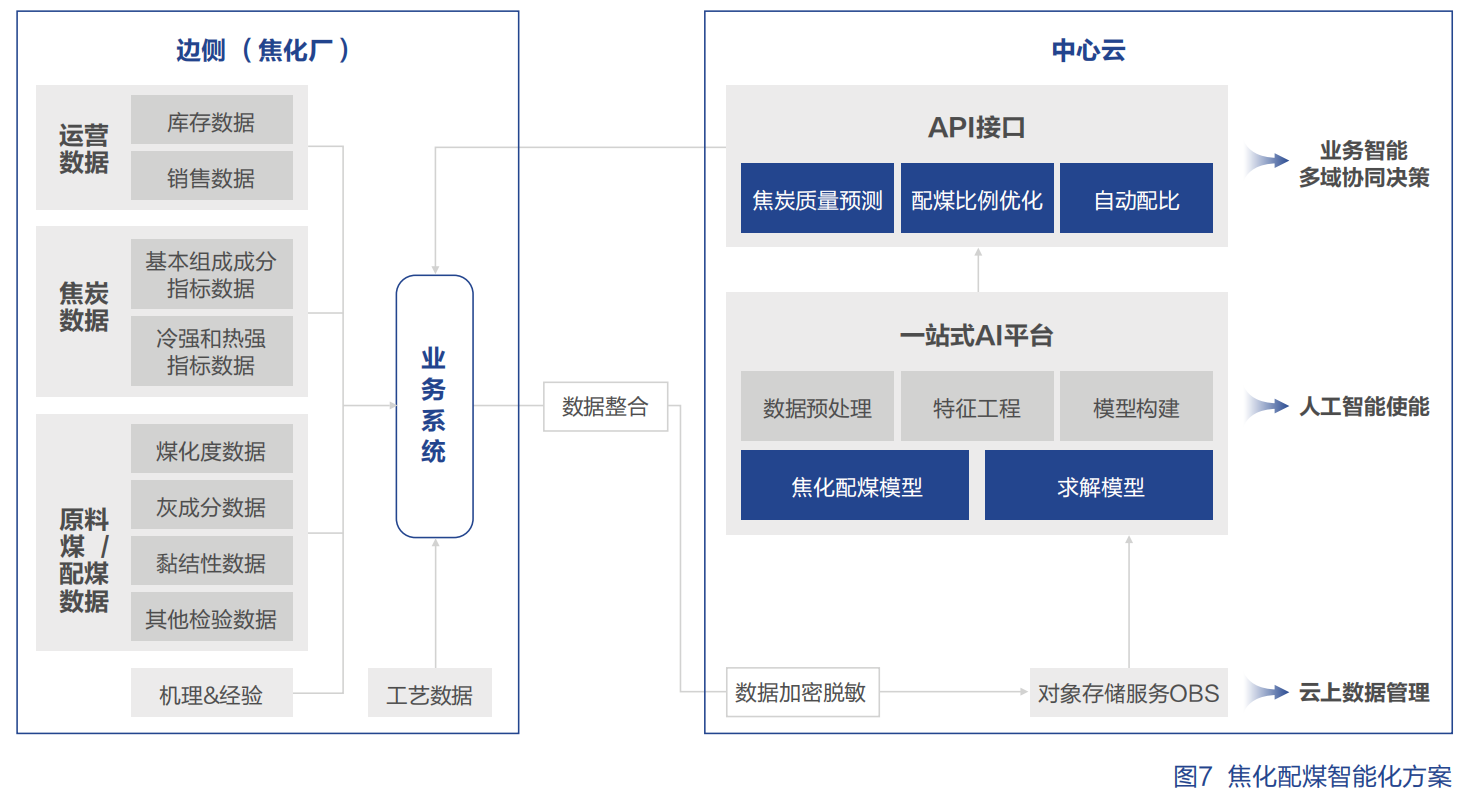 边侧（焦化厂）
运营
数据
库存数据
销售数据
焦炭
数据
基本组成成分
指标数据
冷强和热强
指标数据
原料
煤 /
配煤
数据
煤化度数据
灰成分数据
黏结性数据
其他检验数据
机理&经验
工艺数据
业
务
系
统
数据整合
中心云
API接口
焦炭质量预测
配煤比例优化
自动配比
业务智能
多域协同决策
一站式AI平台
数据预处理
特征工程
模型构建
焦化配煤模型
求解模型
人工智能使能
数据加密脱敏
对象存储服务OBS
云上数据管理
图7 焦化配煤智能化方案